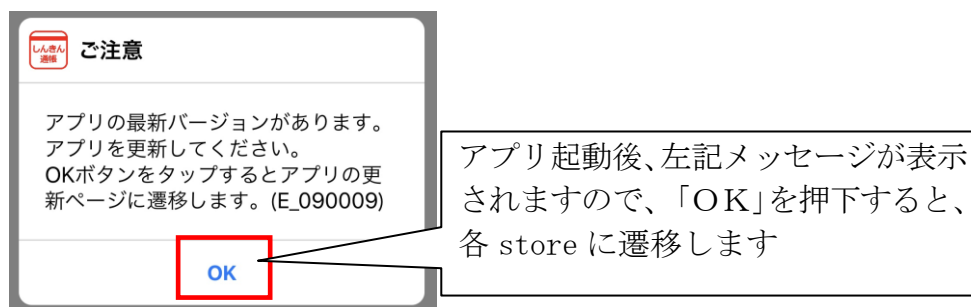 しんきん
通帳
ご注意
アプリの最新バージョンがあります。
アプリを更新してください。
OKボタンをタップするとアプリの更
新ページに遷移します。(E_090009)
OK
アプリ起動後、左記メッセージが表示
されますので、「ＯＫ」を押下すると、
各 store に遷移します